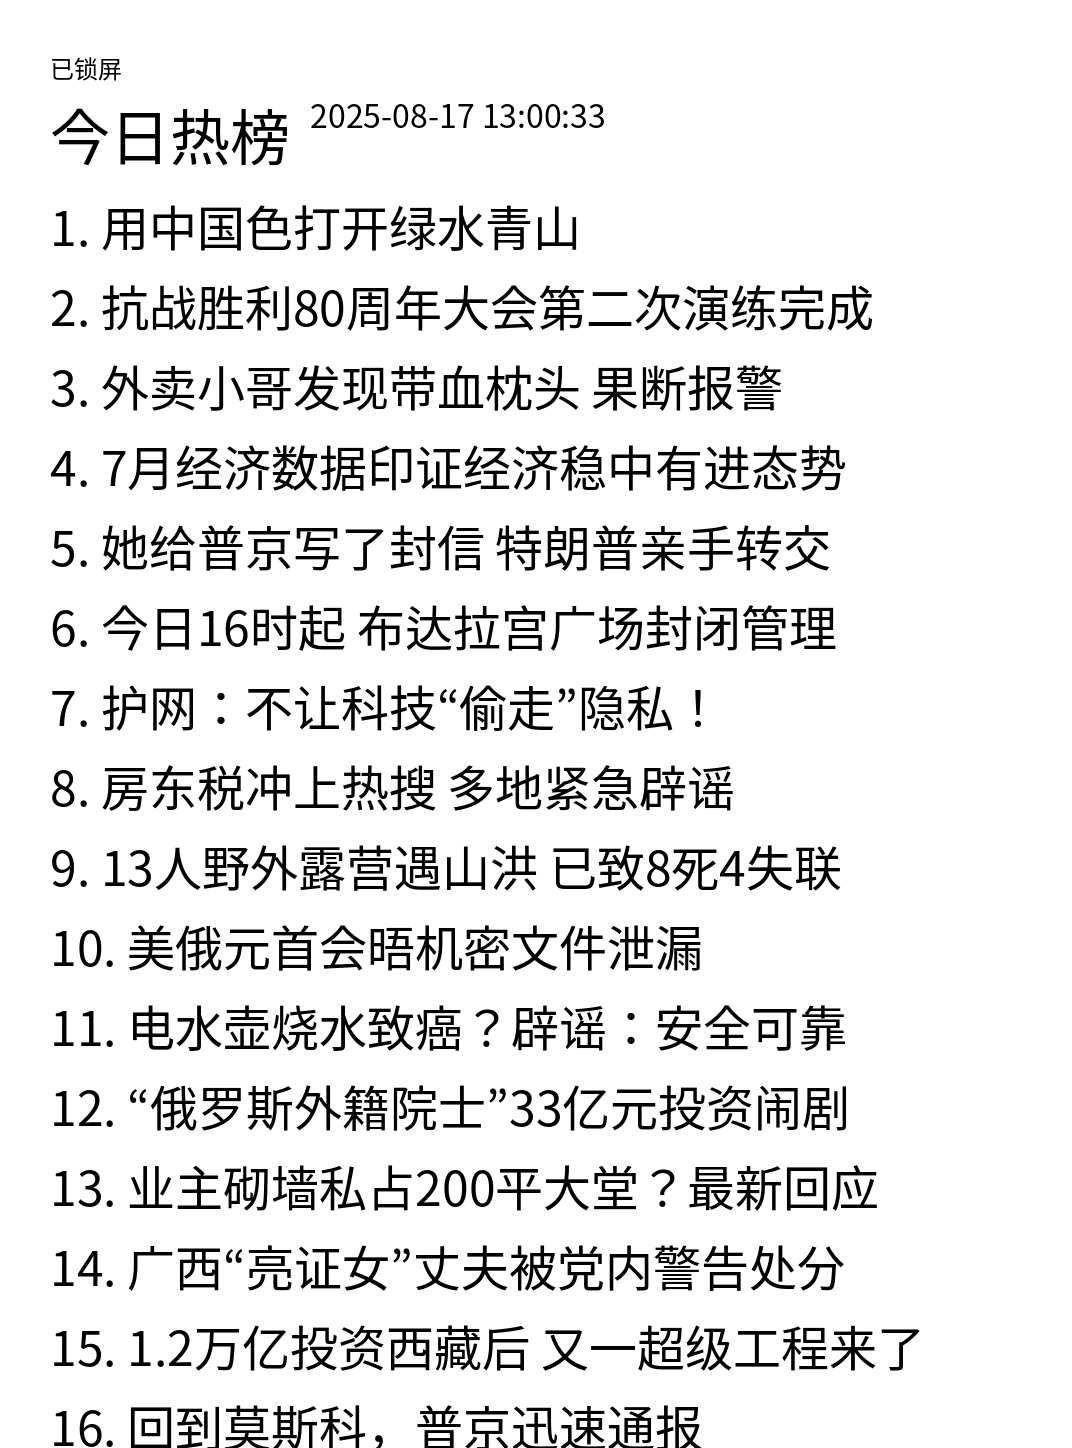 已锁屏
今日热榜 2025-08-17 13:00:33
1. 用中国色打开绿水青山
2. 抗战胜利80周年大会第二次演练完成
3. 外卖小哥发现带血枕头 果断报警
4. 7月经济数据印证经济稳中有进态势
5. 她给普京写了封信 特朗普亲手转交
6. 今日16时起 布达拉宫广场封闭管理
7. 护网：不让科技“偷走”隐私！
8. 房东税冲上热搜 多地紧急辟谣
9. 13人野外露营遇山洪 已致8死4失联
10. 美俄元首会晤机密文件泄漏
11. 电水壶烧水致癌？辟谣：安全可靠
12. “俄罗斯外籍院士”33亿元投资闹剧
13. 业主砌墙私占200平大堂？最新回应
14. 广西“亮证女”丈夫被党内警告处分
15. 1.2万亿投资西藏后 又一超级工程来了
16. 回到莫斯科，普京迅速通报